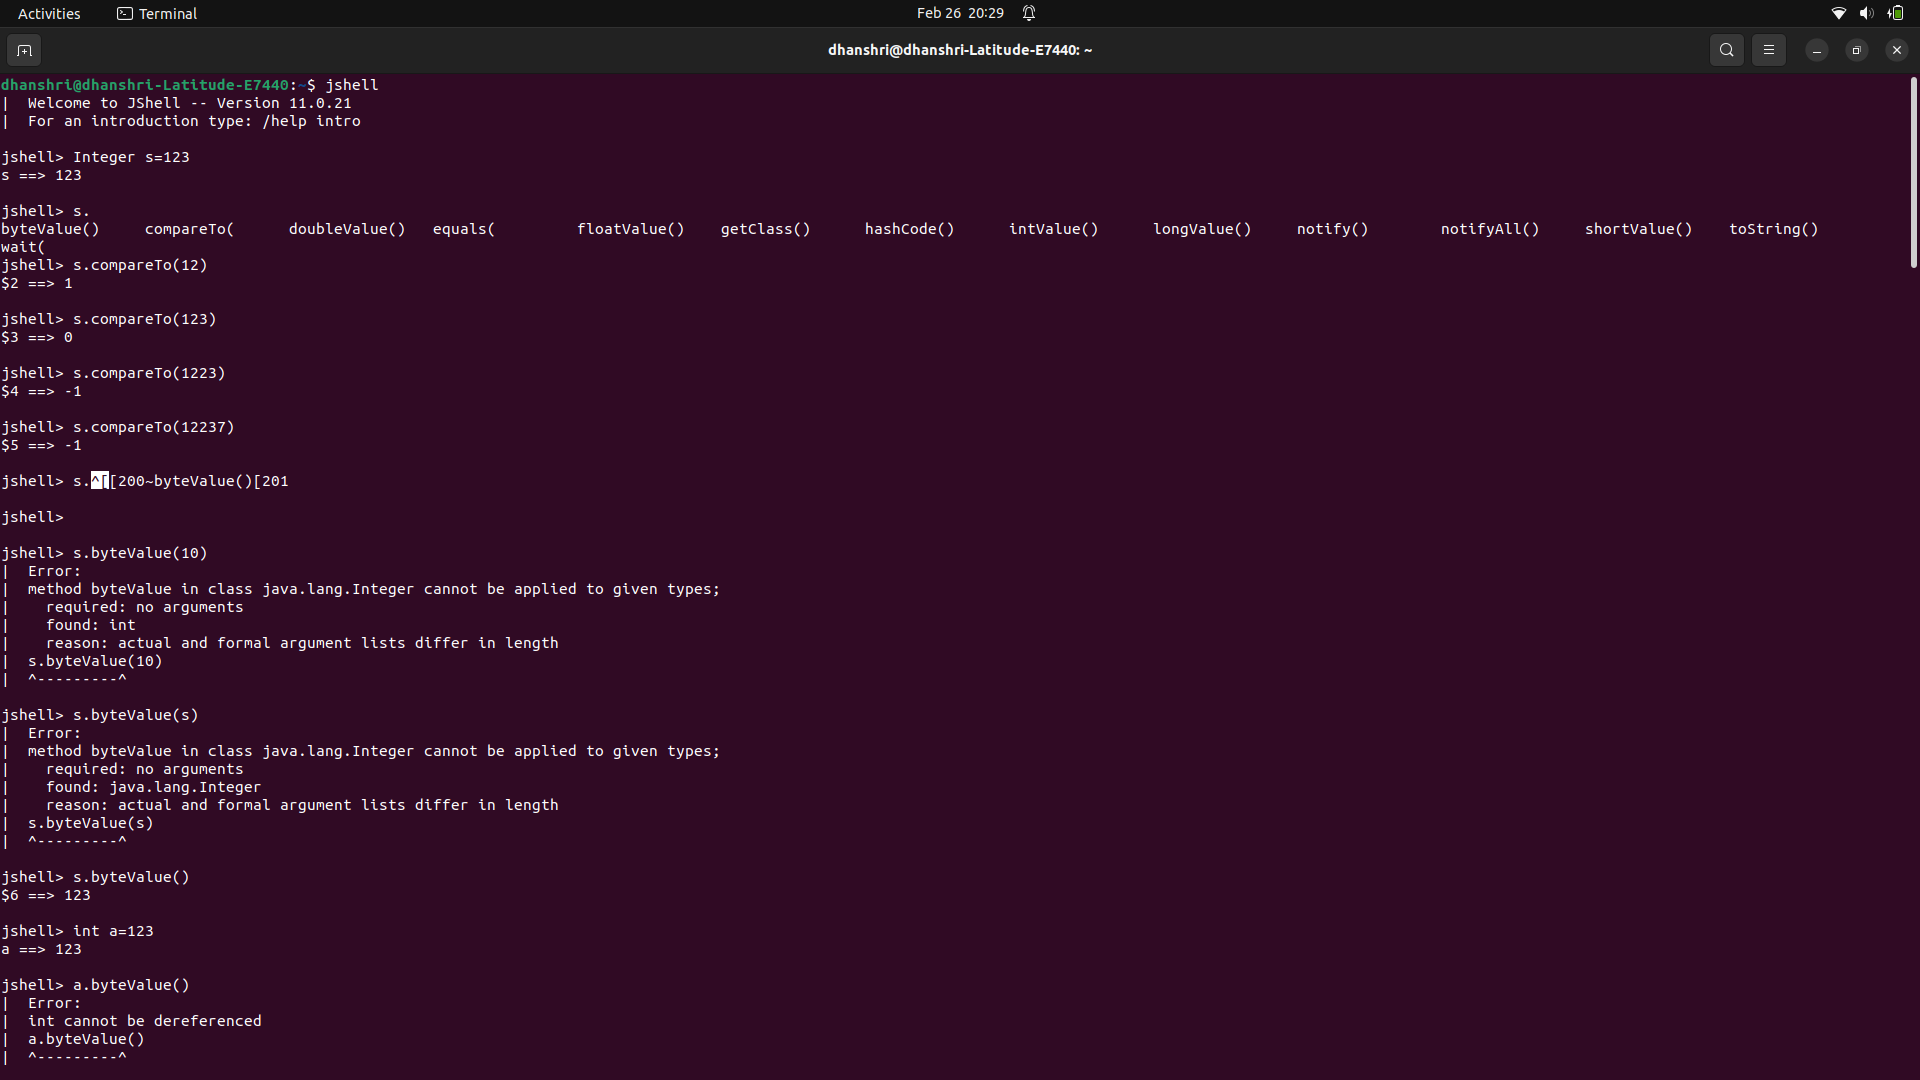 Activities Terminal Feb 26 20:29
dhanshri@dhanshri-Latitude-E7440: ~
dhanshri@dhanshri-Latitude-E7440:~$ jshell
| Welcome to JShell -- Version 11.0.21
| For an introduction type: /help intro
jshell> Integer s=123
s ==> 123
jshell> s.
byteValue() compareTo( doubleValue() equals( floatValue() getClass() hashCode() intValue() longValue() notify() notifyAll() shortValue() toString()
wait(
jshell> s.compareTo(12)
$2 ==> 1
jshell> s.compareTo(123)
$3 ==> 0
jshell> s.compareTo(1223)
$4 ==> -1
jshell> s.compareTo(12237)
$5 ==> -1
jshell> s.^[[200~byteValue()[201
jshell>
jshell> s.byteValue(10)
| Error:
| method byteValue in class java.lang.Integer cannot be applied to given types;
| required: no arguments
| found: int
| reason: actual and formal argument lists differ in length
| s.byteValue(10)
| ^---------^
jshell> s.byteValue(s)
| Error:
| method byteValue in class java.lang.Integer cannot be applied to given types;
| required: no arguments
| found: java.lang.Integer
| reason: actual and formal argument lists differ in length
| s.byteValue(s)
| ^---------^
jshell> s.byteValue()
$6 ==> 123
jshell> int a=123
a ==> 123
jshell> a.byteValue()
| Error:
| int cannot be dereferenced
| a.byteValue()
| ^---------^